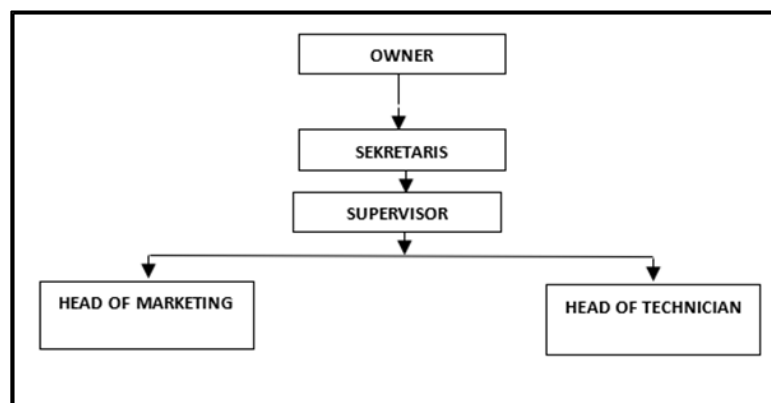 OWNER
SEKRETARIS
SUPERVISOR
HEAD OF MARKETING
HEAD OF TECHNICIAN